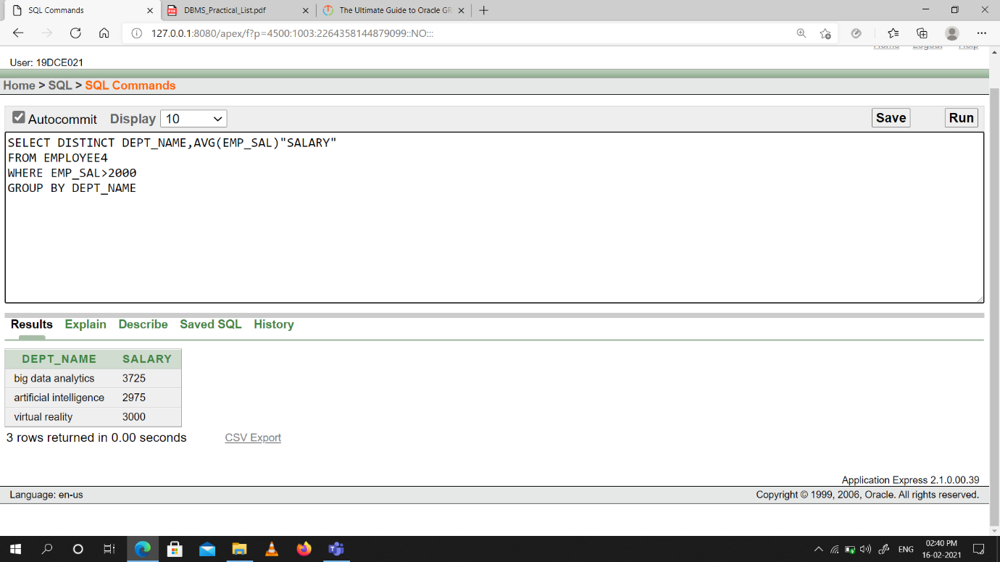 SQL Commands
DBMS_Practical_List.pdf
The Ultimate Guide to Oracle GR
127.0.0.1:8080/apex/f?p=4500:1003:2264358144879099::NO:::
Home Logout Help
User: 19DCE021
Home > SQL > SQL Commands
Autocommit Display 10 Save Run
SELECT DISTINCT DEPT_NAME,AVG(EMP_SAL)"SALARY"
FROM EMPLOYEE4
WHERE EMP_SAL>2000
GROUP BY DEPT_NAME
Results Explain Describe Saved SQL History
DEPT_NAME SALARY
big data analytics 3725
artificial intelligence 2975
virtual reality 3000
3 rows returned in 0.00 seconds CSV Export
Application Express 2.1.0.00.39
Language: en-us Copyright © 1999, 2006, Oracle. All rights reserved.
ENG
02:40 PM
16-02-2021